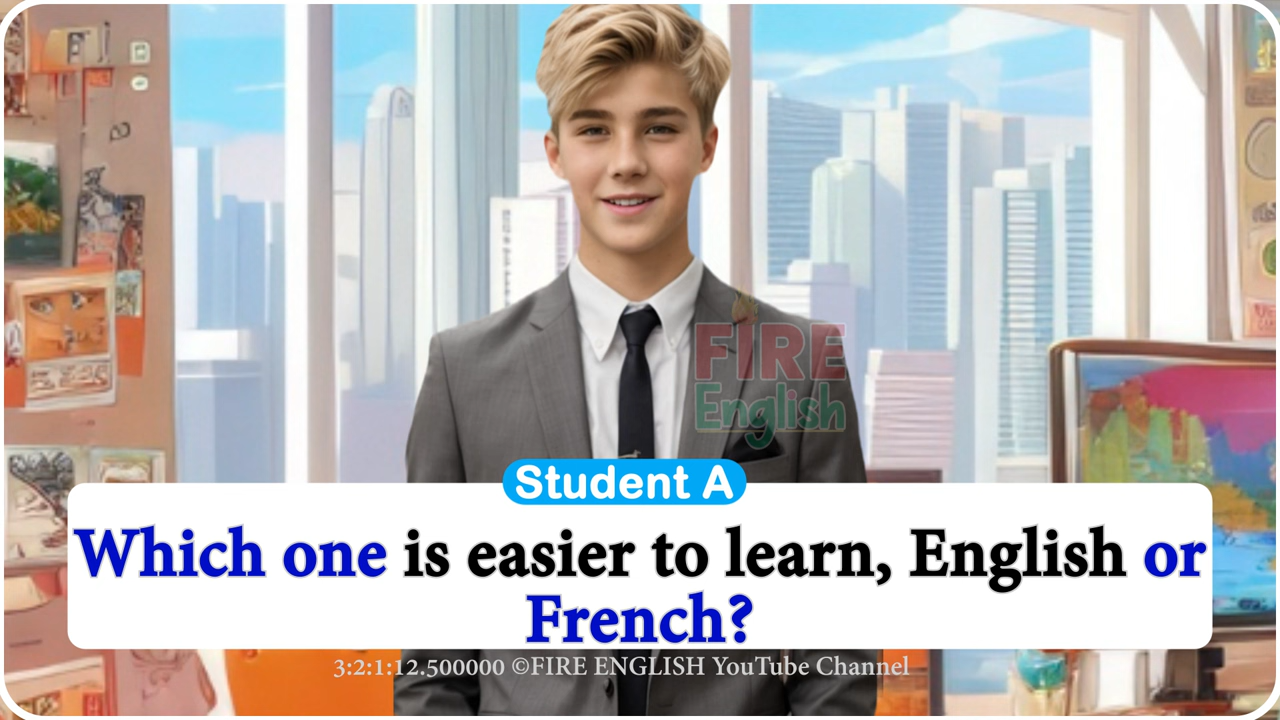 FIRE
English
Student A
Which one is easier to learn, English or
French?
3:2:1:12.500000 ©FIRE ENGLISH YouTube Channel